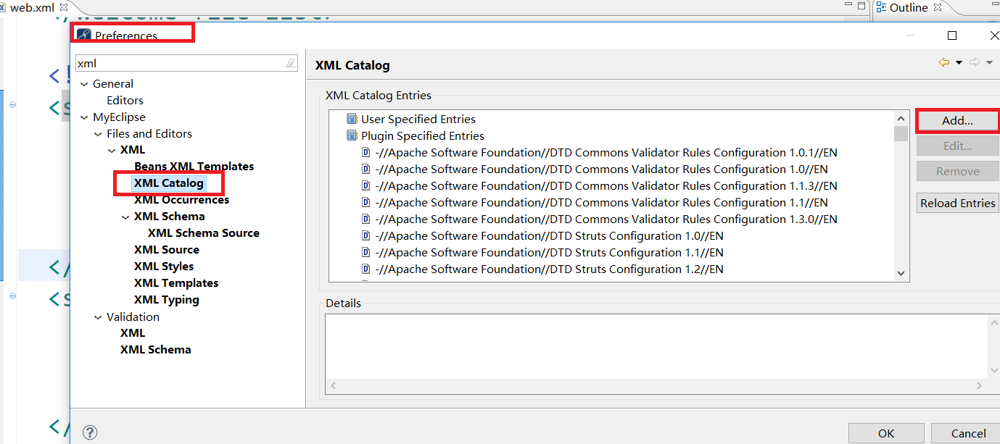 web.xml
Outline
Preferences
xml
XML Catalog
General
Editors
MyEclipse
Files and Editors
XML
Beans XML Templates
XML Catalog
XML Occurrences
XML Schema
XML Schema Source
XML Source
XML Styles
XML Templates
XML Typing
Validation
XML
XML Schema
XML Catalog Entries
User Specified Entries
Plugin Specified Entries
-//Apache Software Foundation//DTD Commons Validator Rules Configuration 1.0.1//EN
-//Apache Software Foundation//DTD Commons Validator Rules Configuration 1.0//EN
-//Apache Software Foundation//DTD Commons Validator Rules Configuration 1.1.3//EN
-//Apache Software Foundation//DTD Commons Validator Rules Configuration 1.1//EN
-//Apache Software Foundation//DTD Commons Validator Rules Configuration 1.3.0//EN
-//Apache Software Foundation//DTD Struts Configuration 1.0//EN
-//Apache Software Foundation//DTD Struts Configuration 1.1//EN
-//Apache Software Foundation//DTD Struts Configuration 1.2//EN
Add...
Edit...
Remove
Reload Entries
Details
OK
Cancel